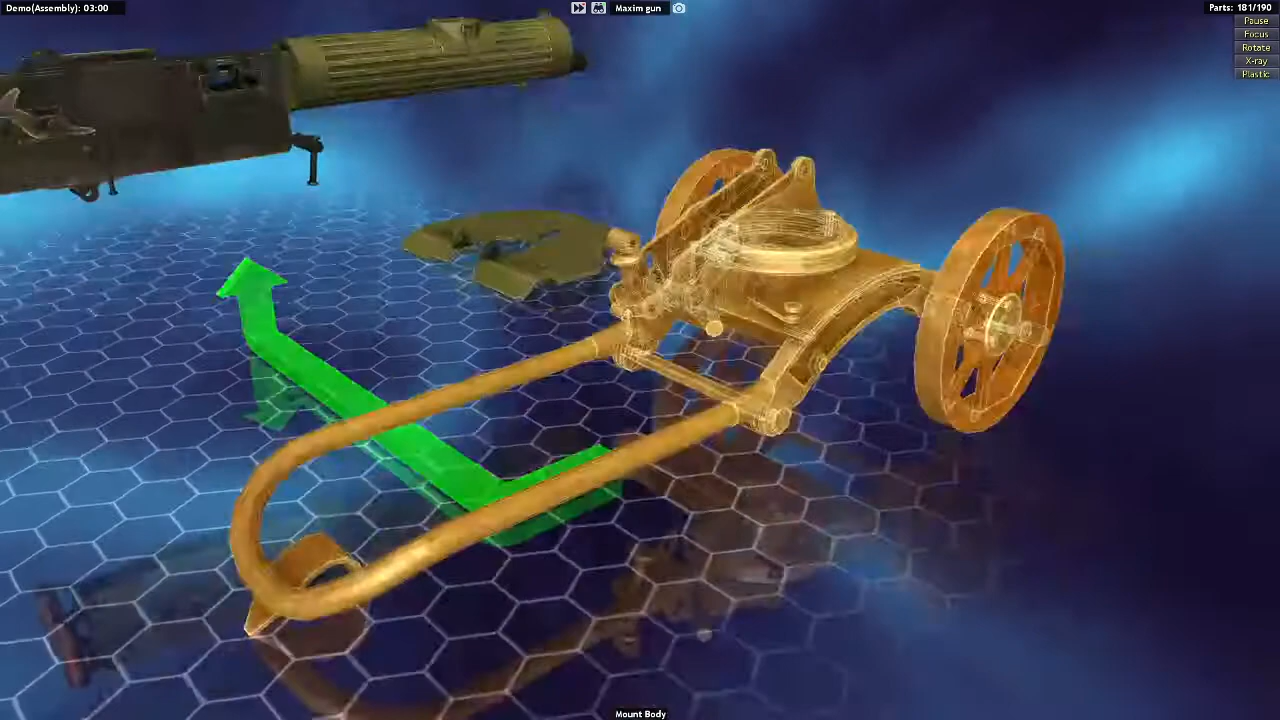 Demo(Assembly): 03:00
Maxim gun
Parts: 181/190
Pause
Focus
Rotate
X-ray
Plastic
Mount Body